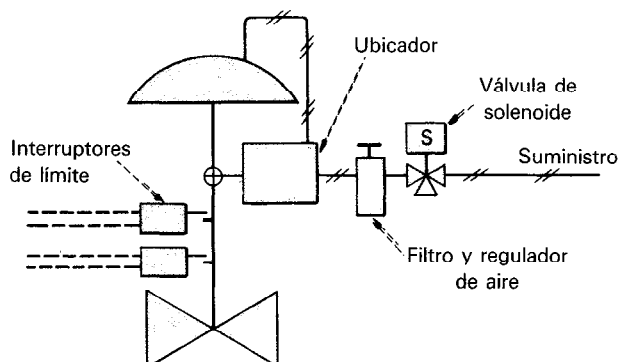 Ubicador
Válvula de
solenoide
S
Suministro
Interruptores
de límite
Filtro y regulador
de aire